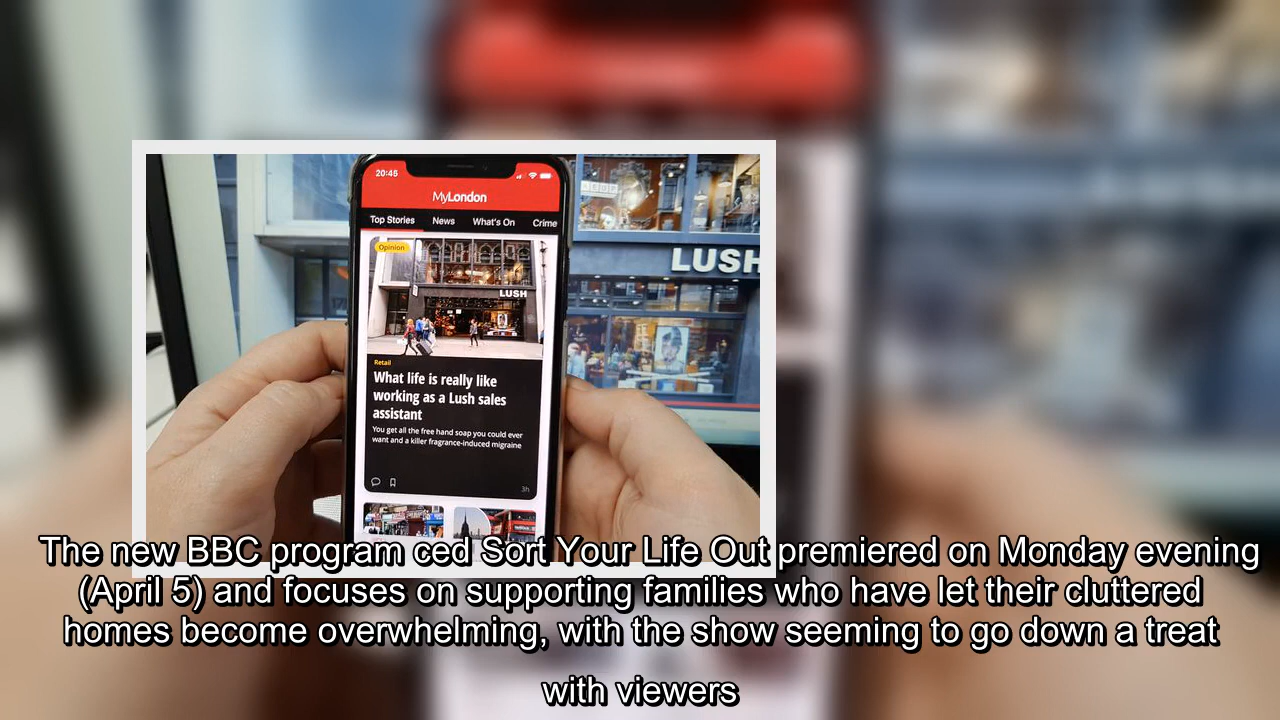 20:45
MyLondon
Top Stories News What's On Crime
Opinion
LUSH
LUSH
Retail
What life is really like
working as a Lush sales
assistant
You get all the free hand soap you could ever
want and a killer fragrance-induced migraine
3h
The new BBC program ced Sort Your Life Out premiered on Monday evening
(April 5) and focuses on supporting families who have let their cluttered
homes become overwhelming, with the show seeming to go down a treat
with viewers